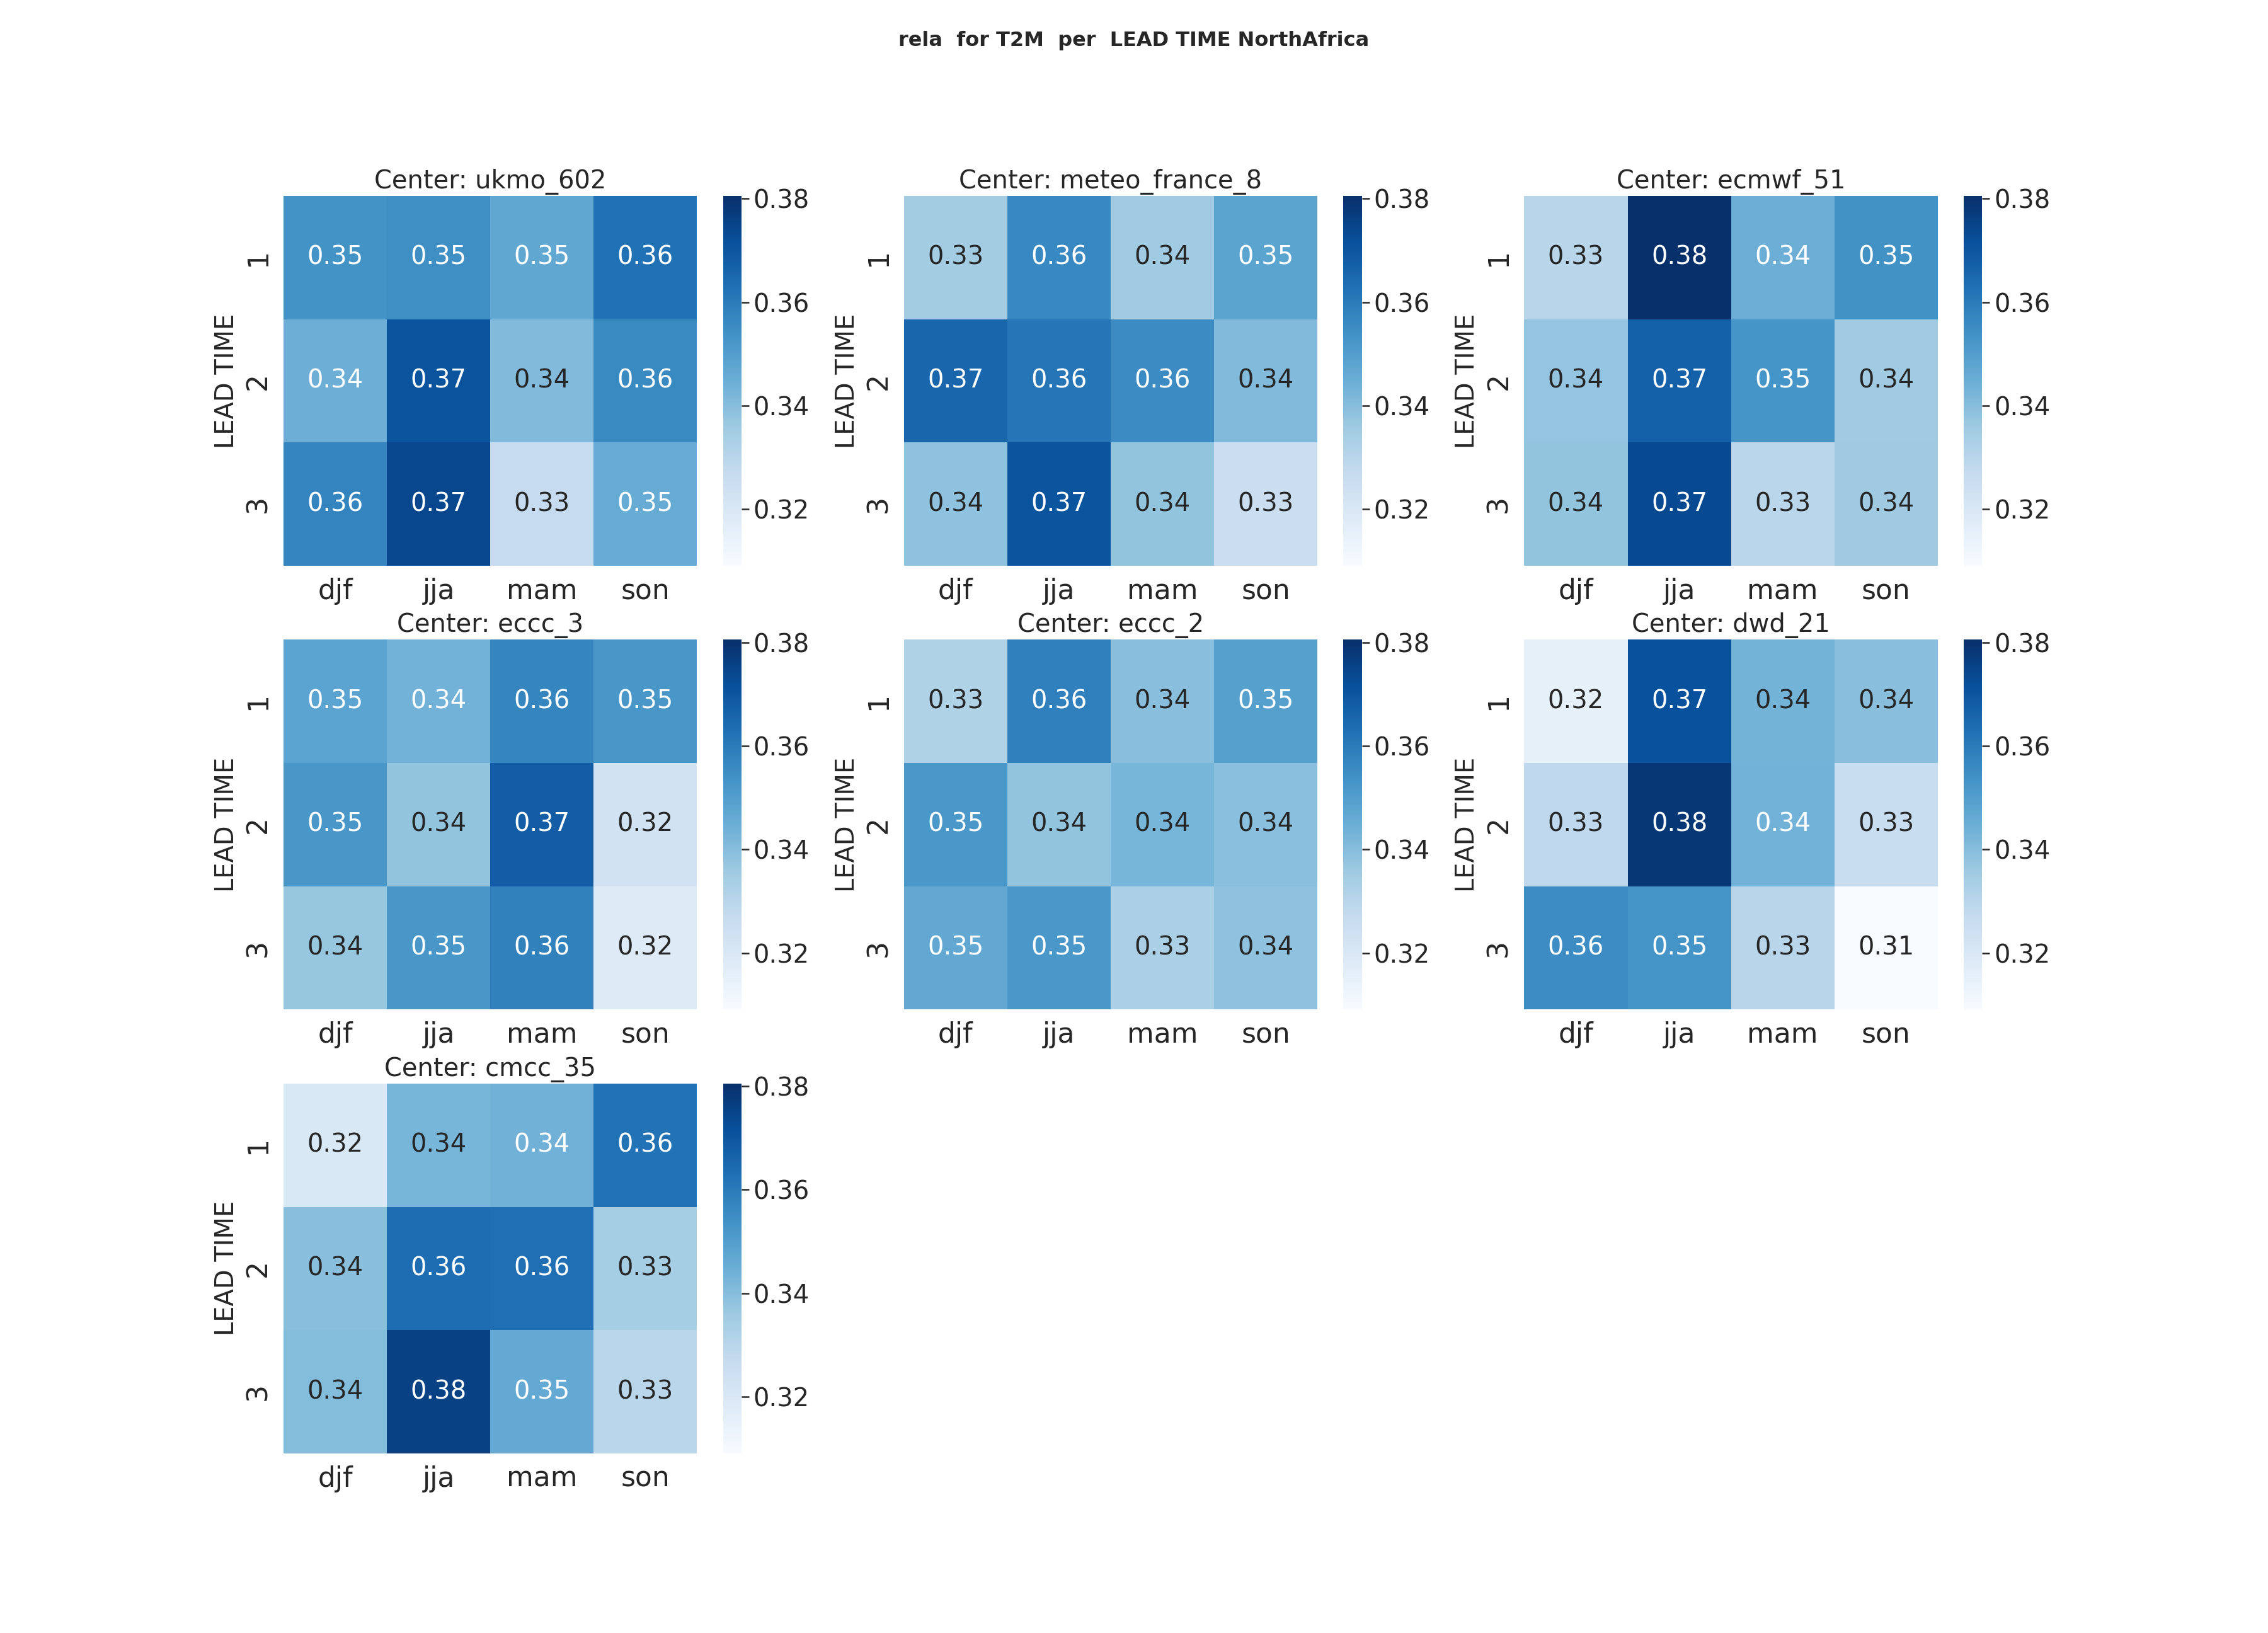 rela  for T2M  per  LEAD TIME NorthAfrica
Center: ukmo_602
LEAD TIME
1 0.35 0.35 0.35 0.36
2 0.34 0.37 0.34 0.36
3 0.36 0.37 0.33 0.35
djf jja mam son
0.38
0.36
0.34
0.32
Center: meteo_france_8
LEAD TIME
1 0.33 0.36 0.34 0.35
2 0.37 0.36 0.36 0.34
3 0.34 0.37 0.34 0.33
djf jja mam son
0.38
0.36
0.34
0.32
Center: ecmwf_51
LEAD TIME
1 0.33 0.38 0.34 0.35
2 0.34 0.37 0.35 0.34
3 0.34 0.37 0.33 0.34
djf jja mam son
0.38
0.36
0.34
0.32
Center: eccc_3
LEAD TIME
1 0.35 0.34 0.36 0.35
2 0.35 0.34 0.37 0.32
3 0.34 0.35 0.36 0.32
djf jja mam son
0.38
0.36
0.34
0.32
Center: eccc_2
LEAD TIME
1 0.33 0.36 0.34 0.35
2 0.35 0.34 0.34 0.34
3 0.35 0.35 0.33 0.34
djf jja mam son
0.38
0.36
0.34
0.32
Center: dwd_21
LEAD TIME
1 0.32 0.37 0.34 0.34
2 0.33 0.38 0.34 0.33
3 0.36 0.35 0.33 0.31
djf jja mam son
0.38
0.36
0.34
0.32
Center: cmcc_35
LEAD TIME
1 0.32 0.34 0.34 0.36
2 0.34 0.36 0.36 0.33
3 0.34 0.38 0.35 0.33
djf jja mam son
0.38
0.36
0.34
0.32